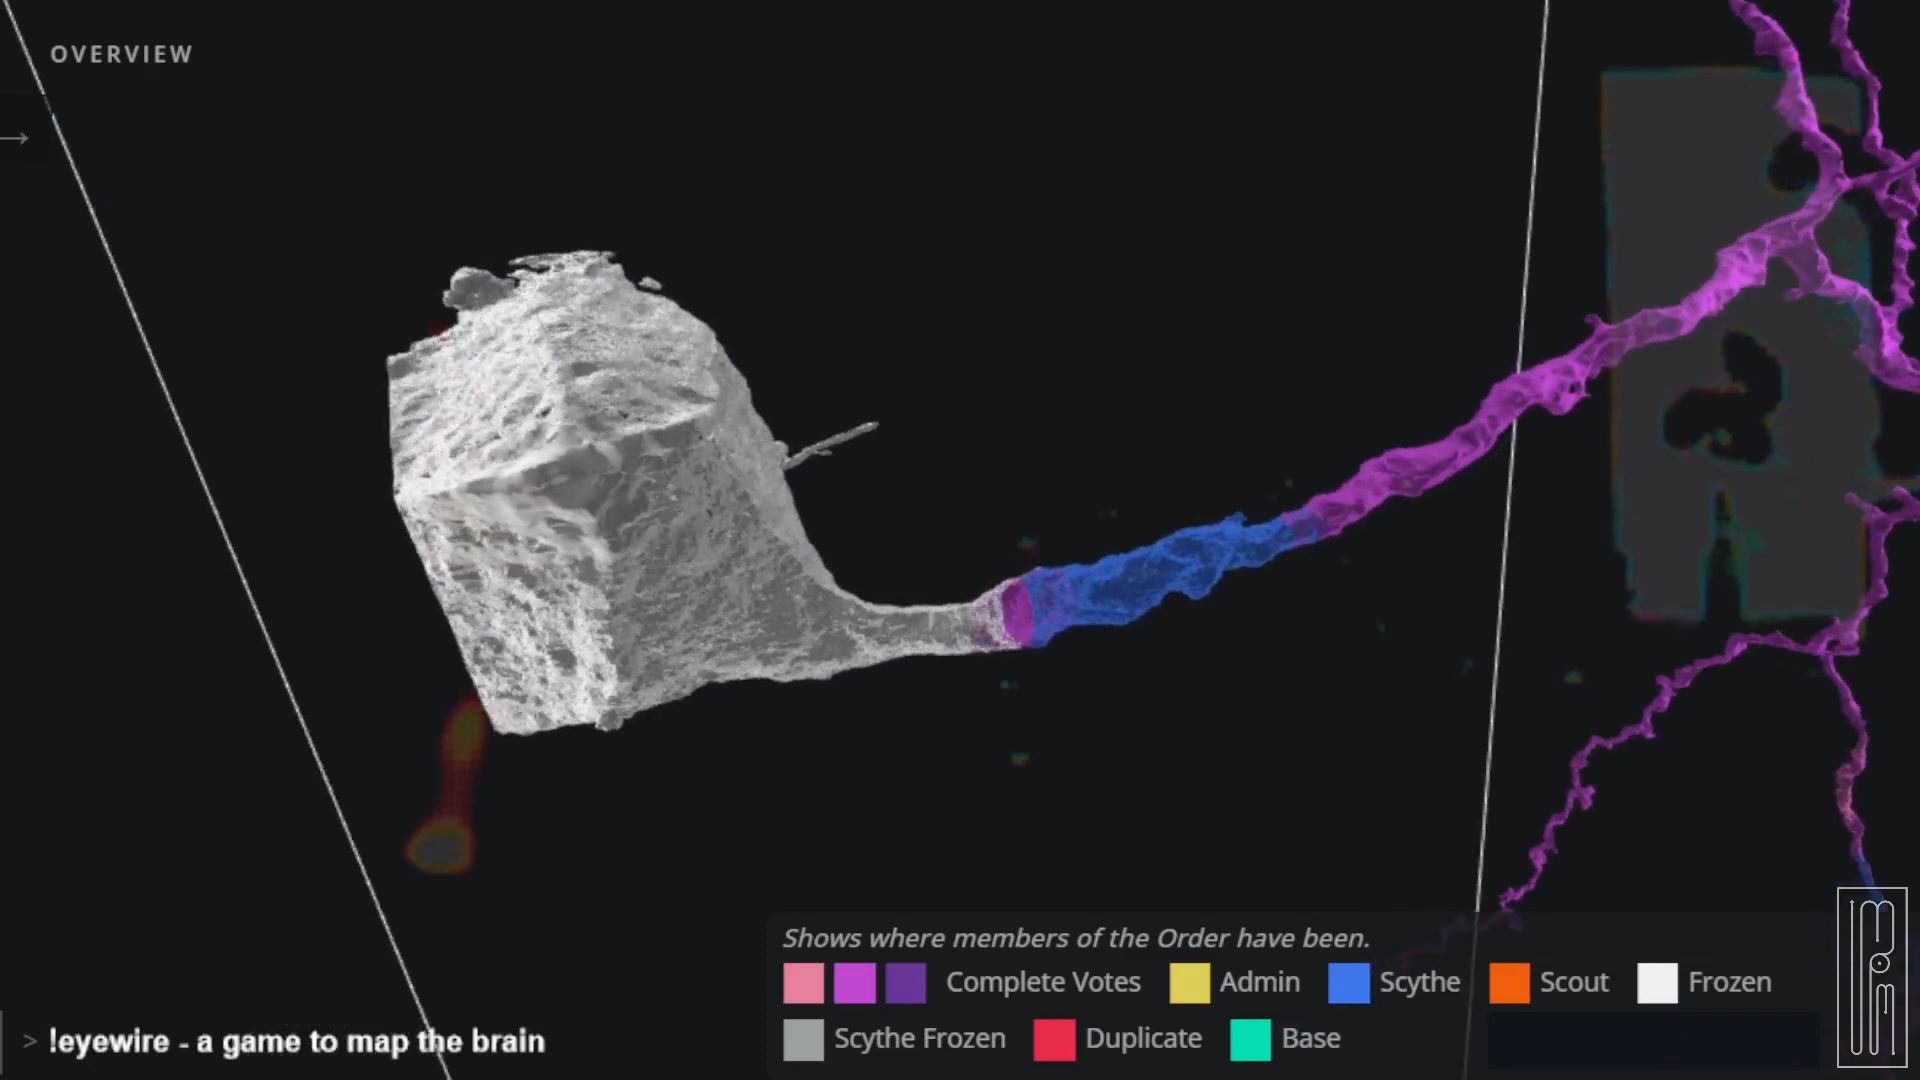 OVERVIEW
Shows where members of the Order have been.
Complete Votes Admin Scythe Scout Frozen
Scythe Frozen Duplicate Base
> !eyewire - a game to map the brain